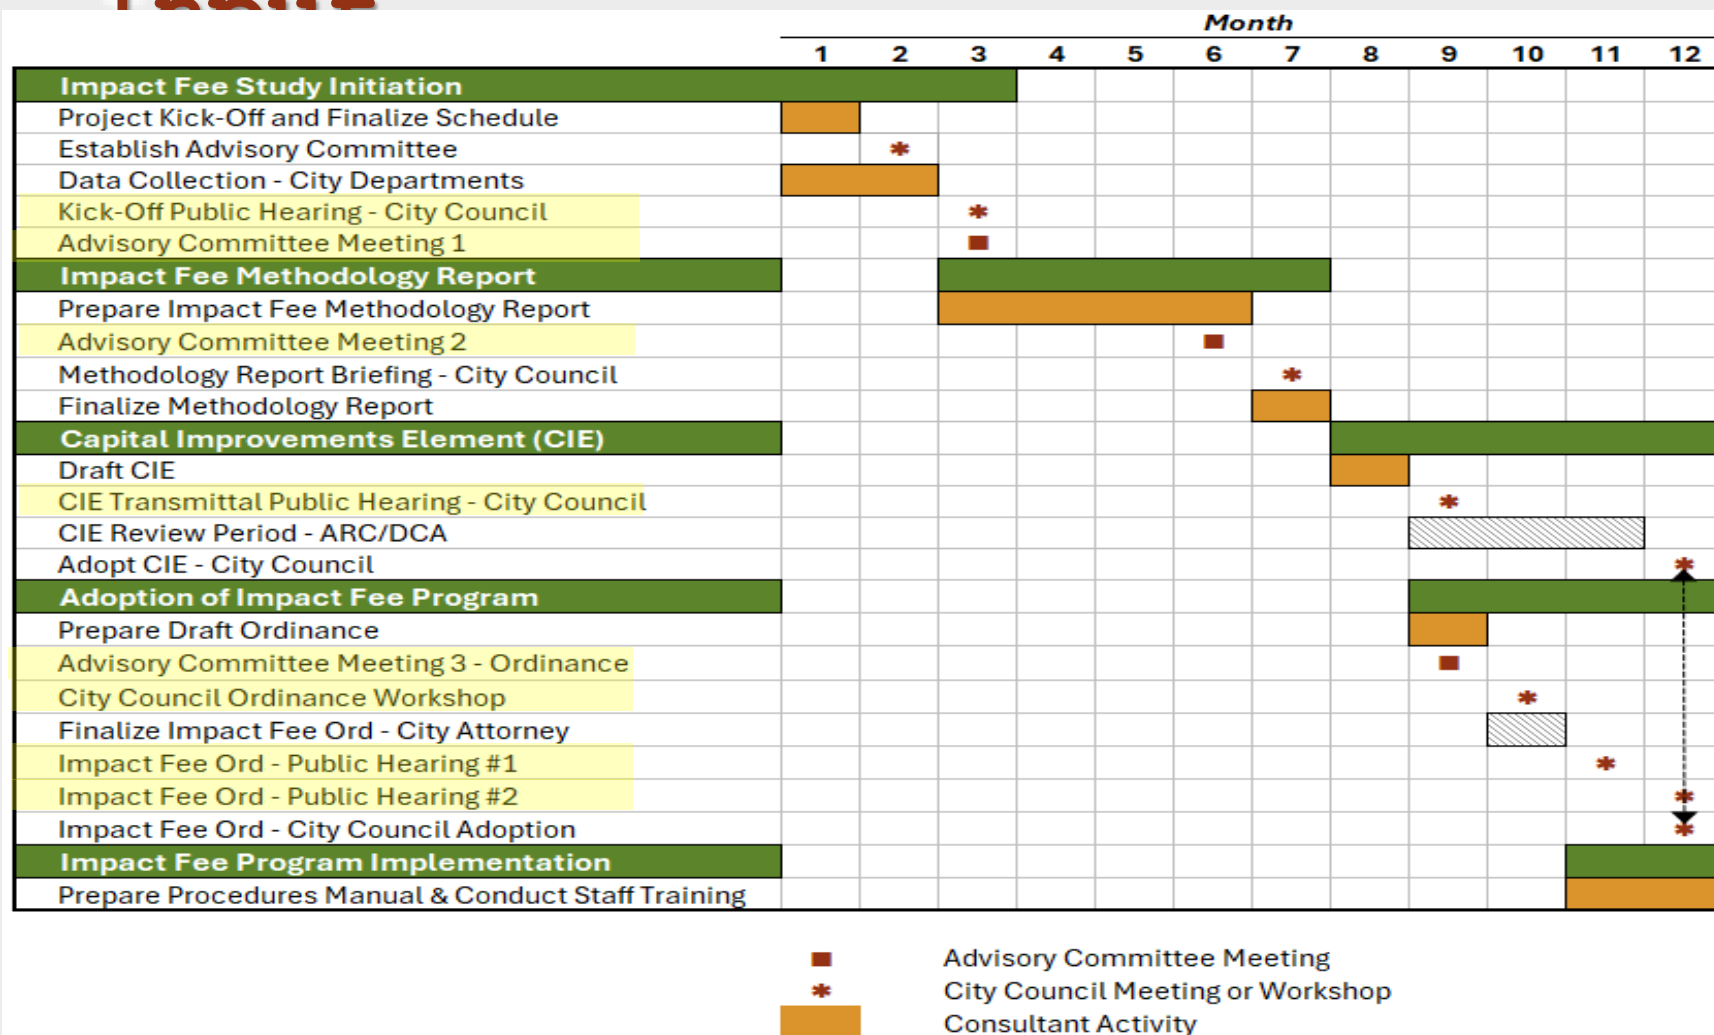 Month
1 2 3 4 5 6 7 8 9 10 11 12
Impact Fee Study Initiation
Project Kick-Off and Finalize Schedule
Establish Advisory Committee
Data Collection - City Departments
Kick-Off Public Hearing - City Council
Advisory Committee Meeting 1
Impact Fee Methodology Report
Prepare Impact Fee Methodology Report
Advisory Committee Meeting 2
Methodology Report Briefing - City Council
Finalize Methodology Report
Capital Improvements Element (CIE)
Draft CIE
CIE Transmittal Public Hearing - City Council
CIE Review Period - ARC/DCA
Adopt CIE - City Council
Adoption of Impact Fee Program
Prepare Draft Ordinance
Advisory Committee Meeting 3 - Ordinance
City Council Ordinance Workshop
Finalize Impact Fee Ord - City Attorney
Impact Fee Ord - Public Hearing #1
Impact Fee Ord - Public Hearing #2
Impact Fee Ord - City Council Adoption
Impact Fee Program Implementation
Prepare Procedures Manual & Conduct Staff Training
Advisory Committee Meeting
City Council Meeting or Workshop
Consultant Activity